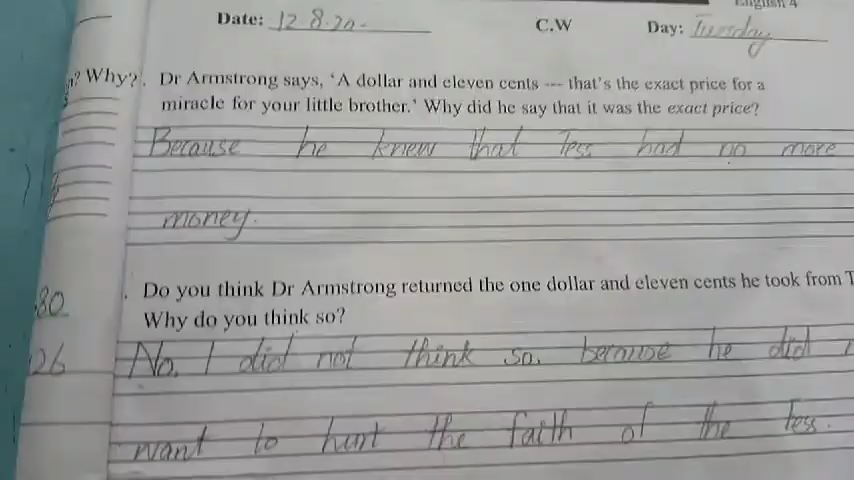 English 4
Date: 12.8.20 C.W Day: Tuesday
Why? Dr Armstrong says, 'A dollar and eleven cents --- that's the exact price for a
miracle for your little brother.' Why did he say that it was the exact price?
Because he knew that Tess had no more
money.
80
Do you think Dr Armstrong returned the one dollar and eleven cents he took from T
Why do you think so?
26
No. I did not think so. because he did
want to hurt the faith of the Tess.